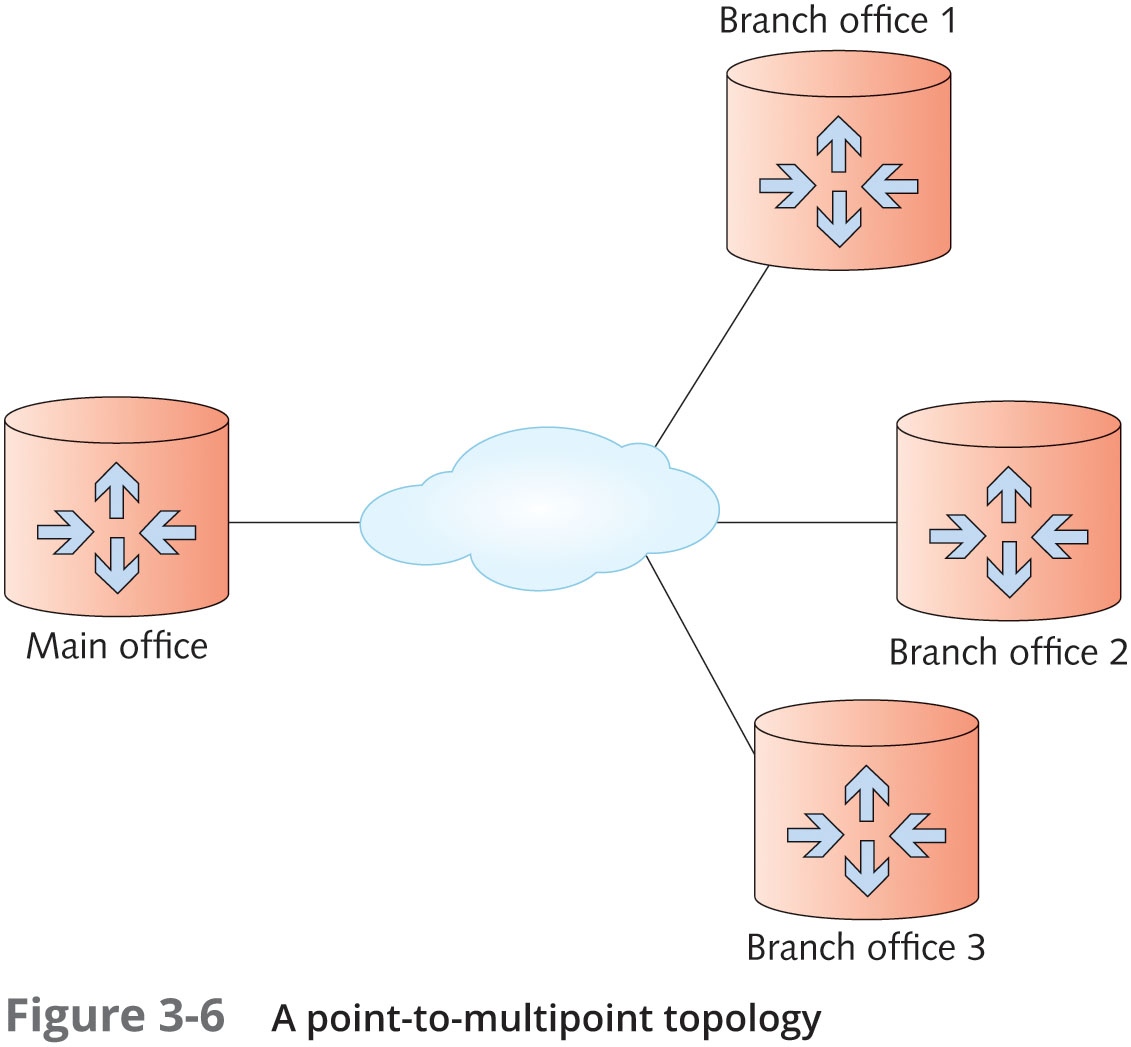 Branch office 1
Main office
Branch office 2
Branch office 3
Figure 3-6 A point-to-multipoint topology